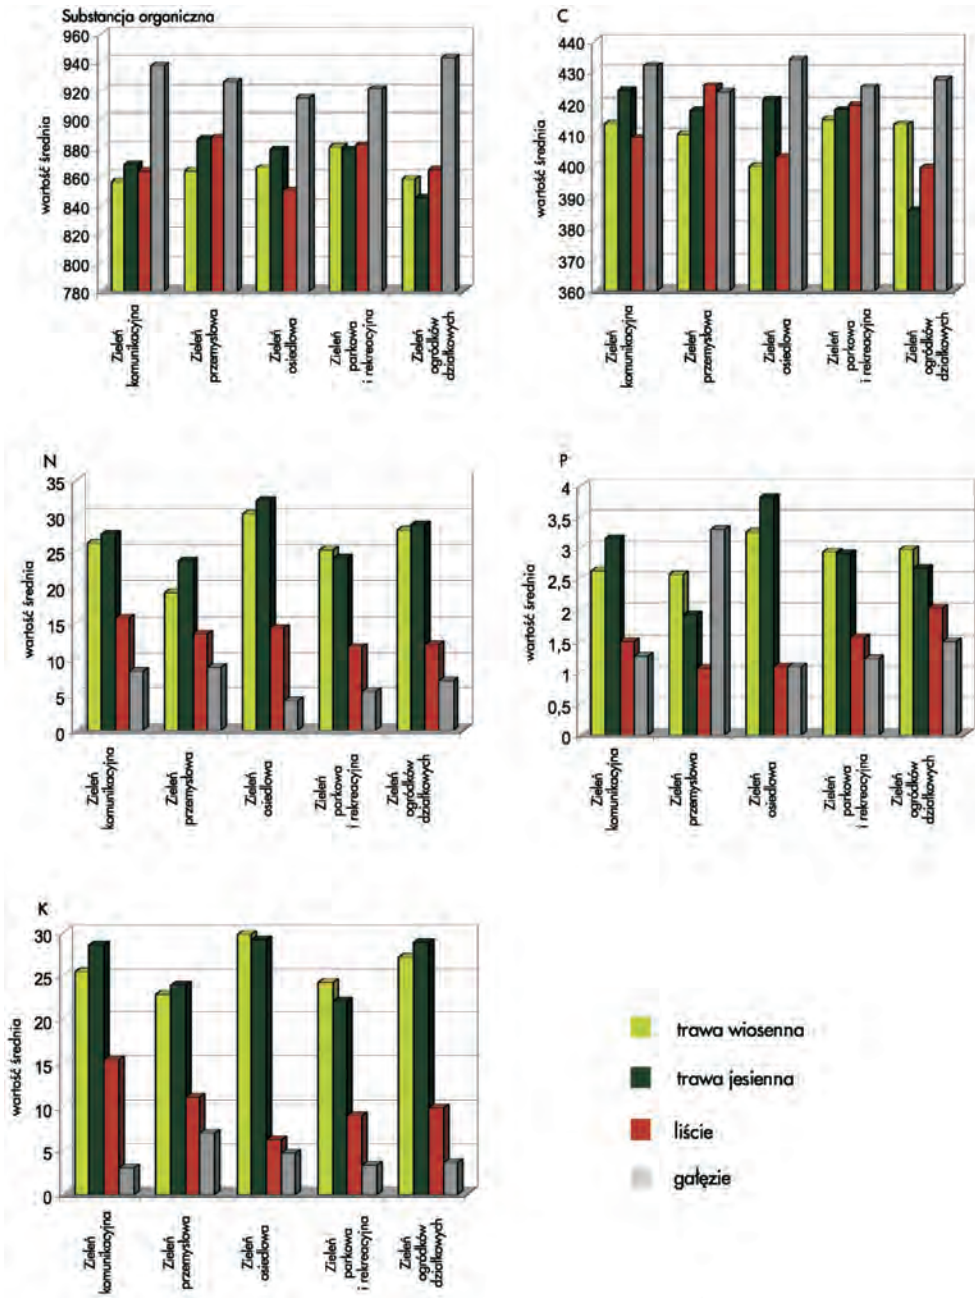 Substancja organiczna
960
940
920
900
880
860
840
820
800
780
wartość średnia
Zieleń
komunikacyjna
Zieleń
przemysłowa
Zieleń
osiedlowa
Zieleń
parkowa
i rekreacyjna
Zieleń
ogródków
działkowych
C
440
430
420
410
400
390
380
370
360
wartość średnia
Zieleń
komunikacyjna
Zieleń
przemysłowa
Zieleń
osiedlowa
Zieleń
parkowa
i rekreacyjna
Zieleń
ogródków
działkowych
N
35
30
25
20
15
10
5
0
wartość średnia
Zieleń
komunikacyjna
Zieleń
przemysłowa
Zieleń
osiedlowa
Zieleń
parkowa
i rekreacyjna
Zieleń
ogródków
działkowych
P
4
3,5
3
2,5
2
1,5
1
0,5
0
wartość średnia
Zieleń
komunikacyjna
Zieleń
przemysłowa
Zieleń
osiedlowa
Zieleń
parkowa
i rekreacyjna
Zieleń
ogródków
działkowych
K
30
25
20
15
10
5
0
wartość średnia
Zieleń
komunikacyjna
Zieleń
przemysłowa
Zieleń
osiedlowa
Zieleń
parkowa
i rekreacyjna
Zieleń
ogródków
działkowych
trawa wiosenna
trawa jesienna
liście
gałęzie